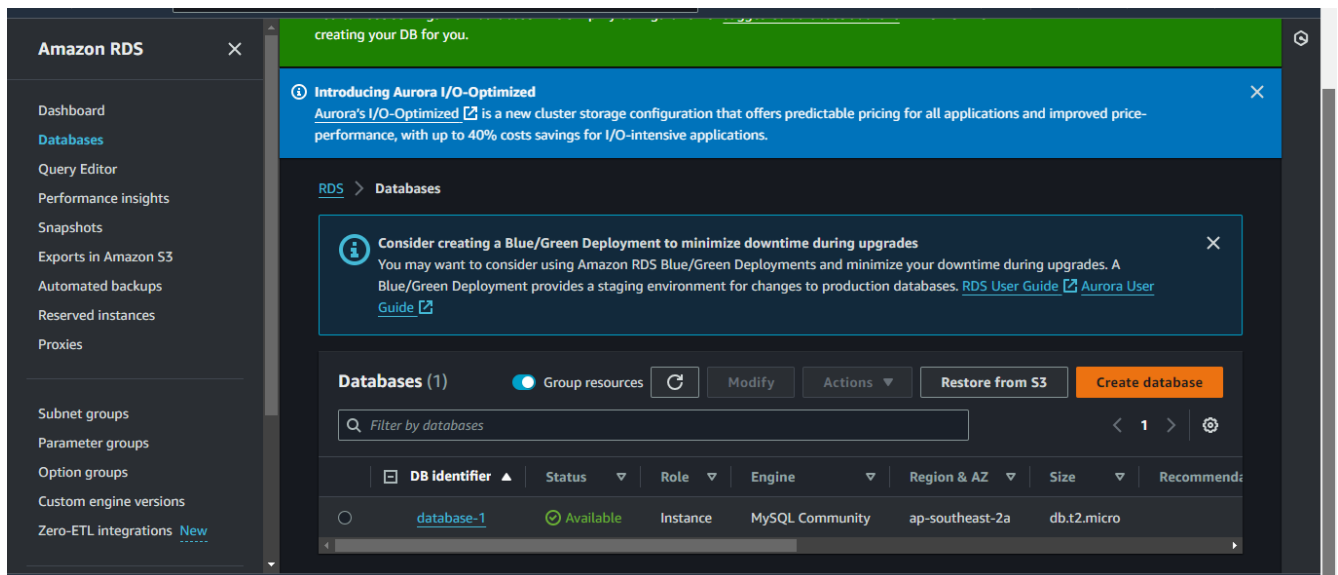 Amazon RDS
Dashboard
Databases
Query Editor
Performance insights
Snapshots
Exports in Amazon S3
Automated backups
Reserved instances
Proxies
Subnet groups
Parameter groups
Option groups
Custom engine versions
Zero-ETL integrations New
creating your DB for you.
Introducing Aurora I/O-Optimized
Aurora's I/O-Optimized is a new cluster storage configuration that offers predictable pricing for all applications and improved price-
performance, with up to 40% costs savings for I/O-intensive applications.
RDS > Databases
Consider creating a Blue/Green Deployment to minimize downtime during upgrades
You may want to consider using Amazon RDS Blue/Green Deployments and minimize your downtime during upgrades. A
Blue/Green Deployment provides a staging environment for changes to production databases. RDS User Guide Aurora User
Guide
Databases (1) Group resources Modify Actions Restore from S3 Create database
Filter by databases 1
DB identifier Status Role Engine Region & AZ Size Recommenda
database-1 Available Instance MySQL Community ap-southeast-2a db.t2.micro